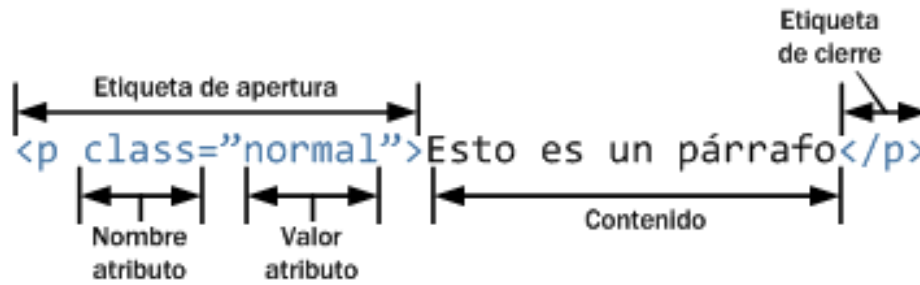 Etiqueta
de cierre
Etiqueta de apertura
<p class=”normal”>Esto es un párrafo</p>
Nombre
atributo
Valor
atributo
Contenido